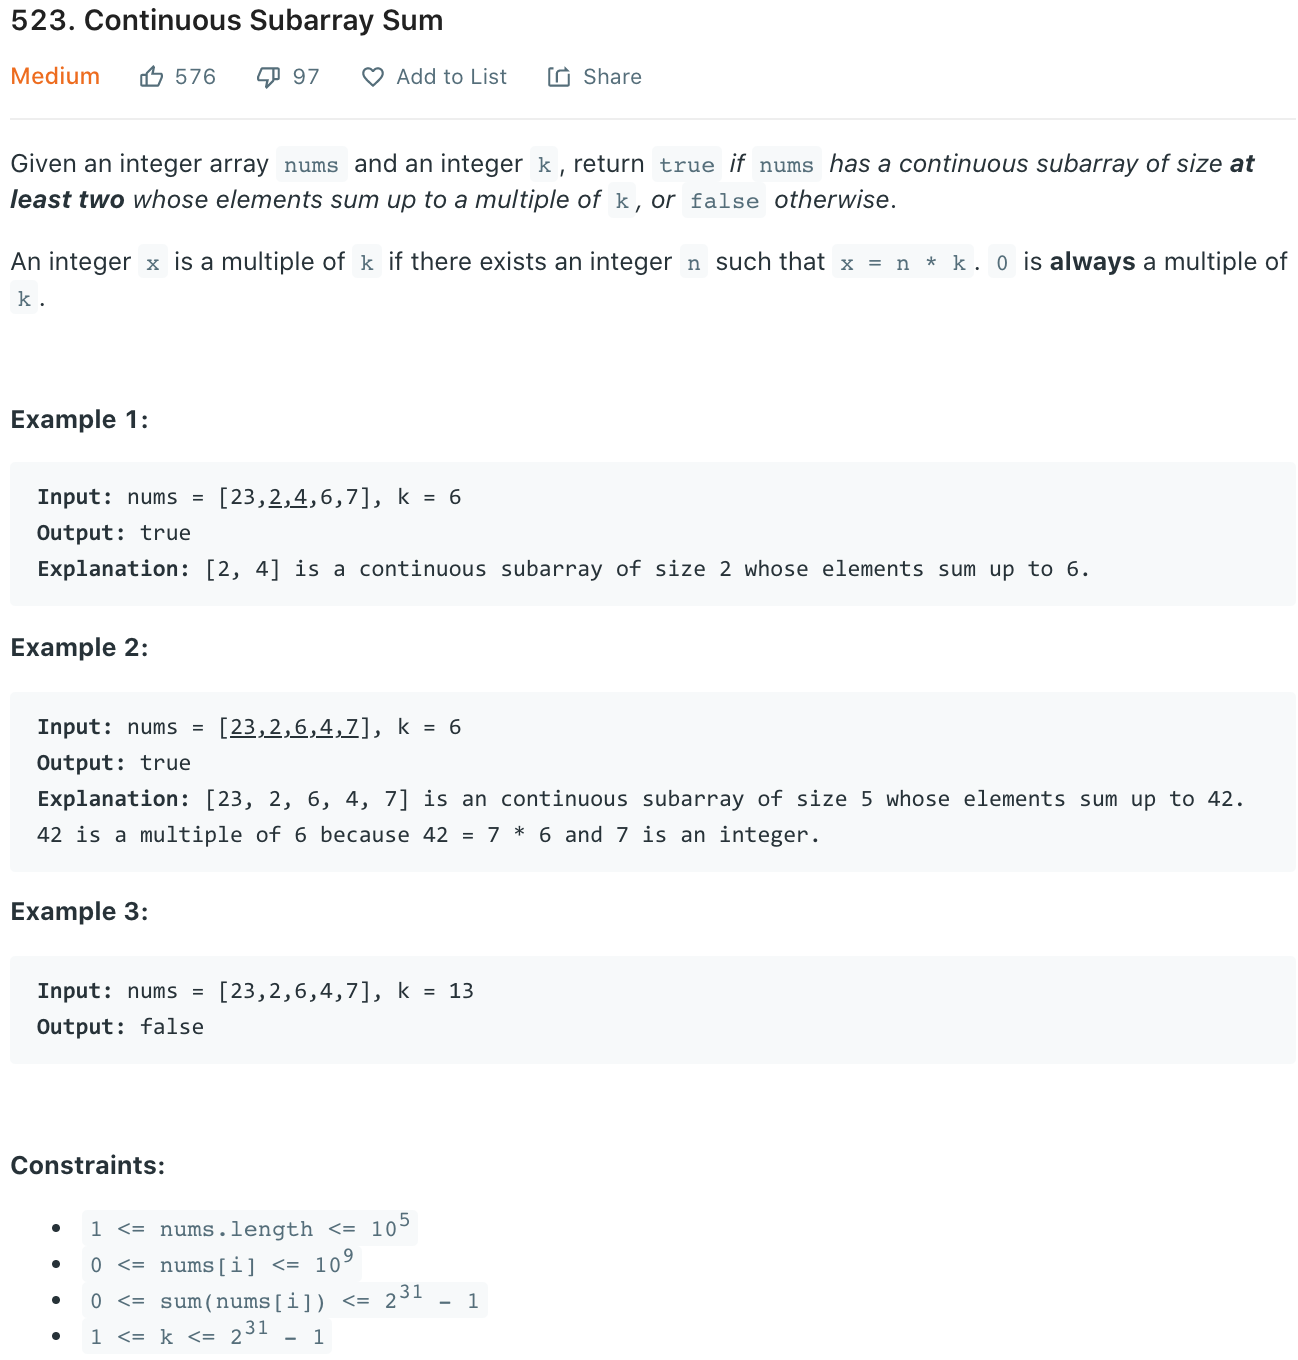 523. Continuous Subarray Sum
Medium 576 97 Add to List Share
Given an integer array nums and an integer k, return true if nums has a continuous subarray of size at
least two whose elements sum up to a multiple of k, or false otherwise.
An integer x is a multiple of k if there exists an integer n such that x = n * k. 0 is always a multiple of
k.
Example 1:
Input: nums = [23,2,4,6,7], k = 6
Output: true
Explanation: [2, 4] is a continuous subarray of size 2 whose elements sum up to 6.
Example 2:
Input: nums = [23,2,6,4,7], k = 6
Output: true
Explanation: [23, 2, 6, 4, 7] is an continuous subarray of size 5 whose elements sum up to 42.
42 is a multiple of 6 because 42 = 7 * 6 and 7 is an integer.
Example 3:
Input: nums = [23,2,6,4,7], k = 13
Output: false
Constraints:
• 1 <= nums.length <= 10⁵
• 0 <= nums[i] <= 10⁹
• 0 <= sum(nums[i]) <= 2³¹ - 1
• 1 <= k <= 2³¹ - 1